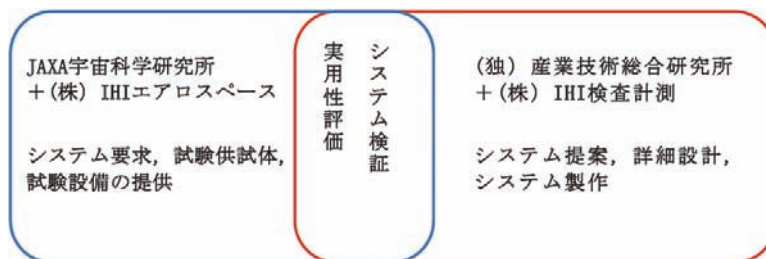 JAXA宇宙科学研究所
＋(株) IHIエアロスペース
システム要求, 試験供試体,
試験設備の提供
システム検証
実用性評価
(独) 産業技術総合研究所
＋(株) IHI検査計測
システム提案, 詳細設計,
システム製作